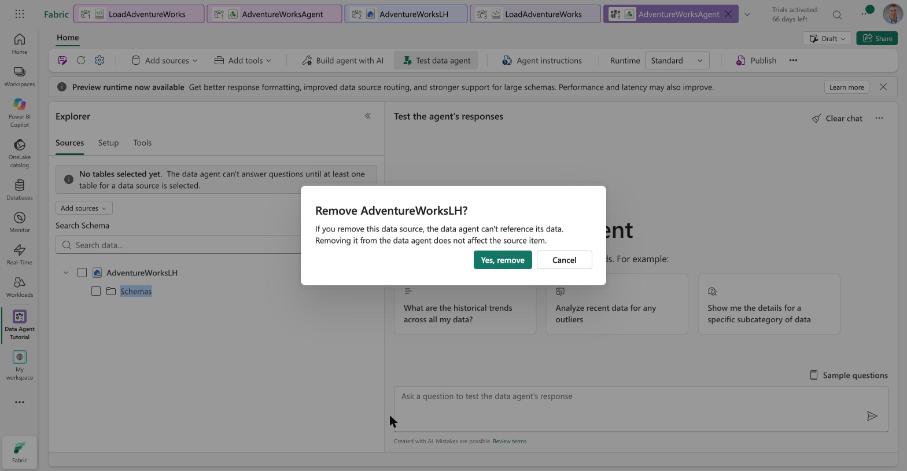 Fabric
LoadAdventureWorks
AdventureWorksAgent
AdventureWorksLH
LoadAdventureWorks
AdventureWorksAgent
Trials activated:
66 days left
Home
Draft
Share
Add sources
Add tools
Build agent with AI
Test data agent
Agent instructions
Runtime
Standard
Publish
Preview runtime now available Get better response formatting, improved data source routing, and stronger support for large schemas. Performance and latency may also improve.
Learn more
Home
Workspaces
Power BI
Copilot
OneLake
catalog
Databases
Monitor
Real-Time
Workloads
Data Agent
Tutorial
My
workspace
Fabric
Explorer
Sources
Setup
Tools
No tables selected yet. The data agent can't answer questions until at least one
table for a data source is selected.
Add sources
Search Schema
Search data...
AdventureWorksLH
Schemas
Test the agent's responses
Clear chat
Remove AdventureWorksLH?
If you remove this data source, the data agent can't reference its data.
Removing it from the data agent does not affect the source item.
Yes, remove
Cancel
For example:
What are the historical trends
across all my data?
Analyze recent data for any
outliers
Show me the details for a
specific subcategory of data
Sample questions
Ask a question to test the data agent's response
Created with AI. Mistakes are possible. Review terms